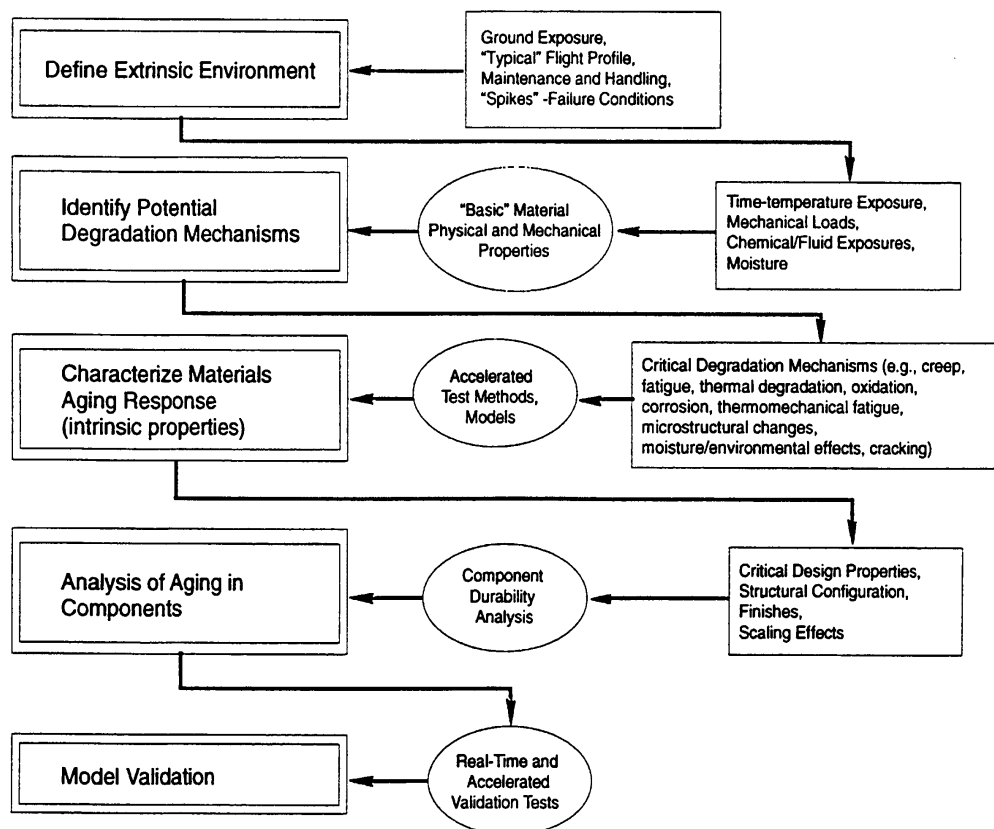 Define Extrinsic Environment
Ground Exposure,
"Typical" Flight Profile,
Maintenance and Handling,
"Spikes" -Failure Conditions
Identify Potential
Degradation Mechanisms
"Basic" Material
Physical and Mechanical
Properties
Time-temperature Exposure,
Mechanical Loads,
Chemical/Fluid Exposures,
Moisture
Characterize Materials
Aging Response
(intrinsic properties)
Accelerated
Test Methods,
Models
Critical Degradation Mechanisms (e.g., creep,
fatigue, thermal degradation, oxidation,
corrosion, thermomechanical fatigue,
microstructural changes,
moisture/environmental effects, cracking)
Analysis of Aging in
Components
Component
Durability
Analysis
Critical Design Properties,
Structural Configuration,
Finishes,
Scaling Effects
Model Validation
Real-Time and
Accelerated
Validation Tests